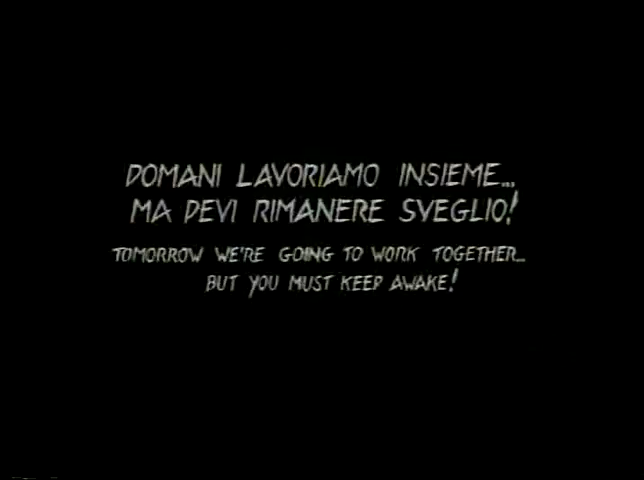 DOMANI LAVORIAMO INSIEME...
MA DEVI RIMANERE SVEGLIO!
TOMORROW WE'RE GOING TO WORK TOGETHER...
BUT YOU MUST KEEP AWAKE!